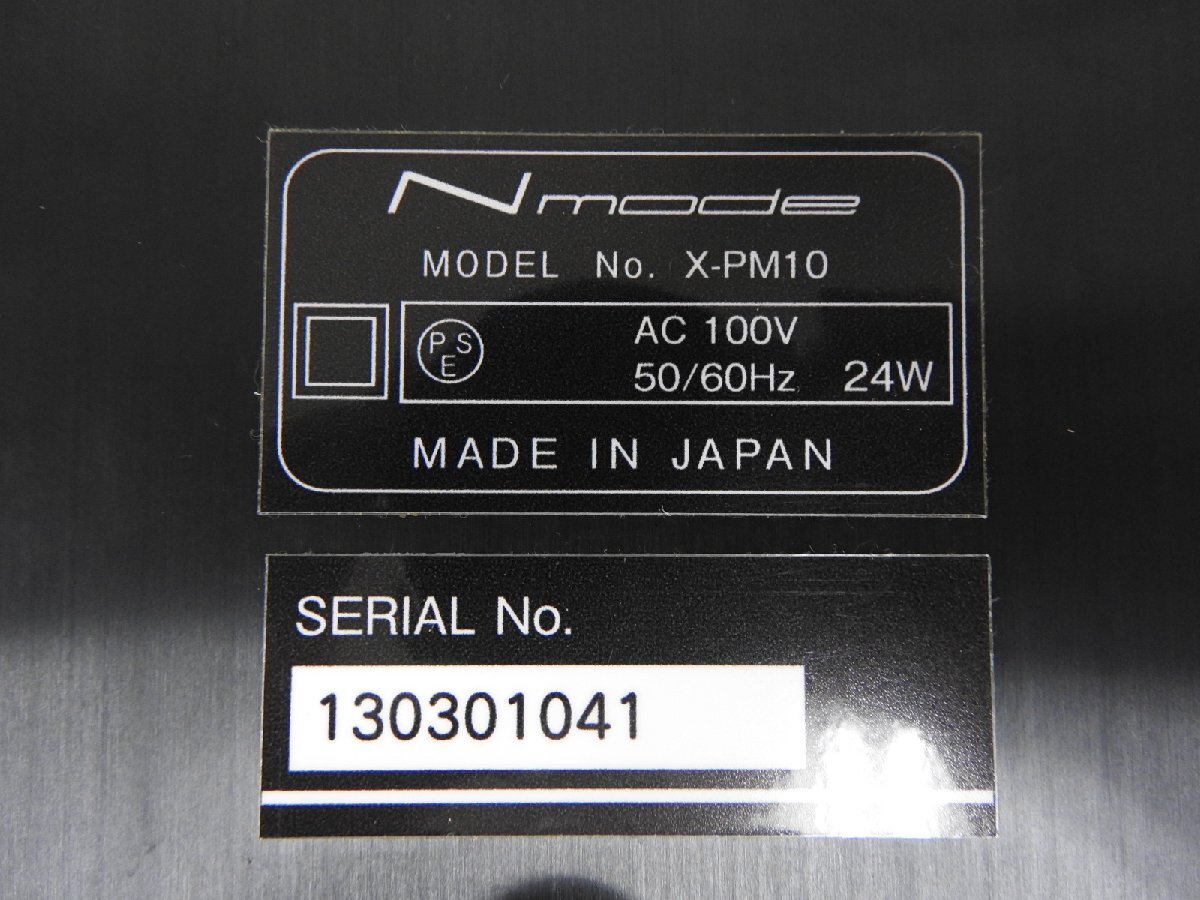 Nmode
MODEL No. X-PM10
PSE
AC 100V
50/60Hz 24W
MADE IN JAPAN
SERIAL No.
130301041